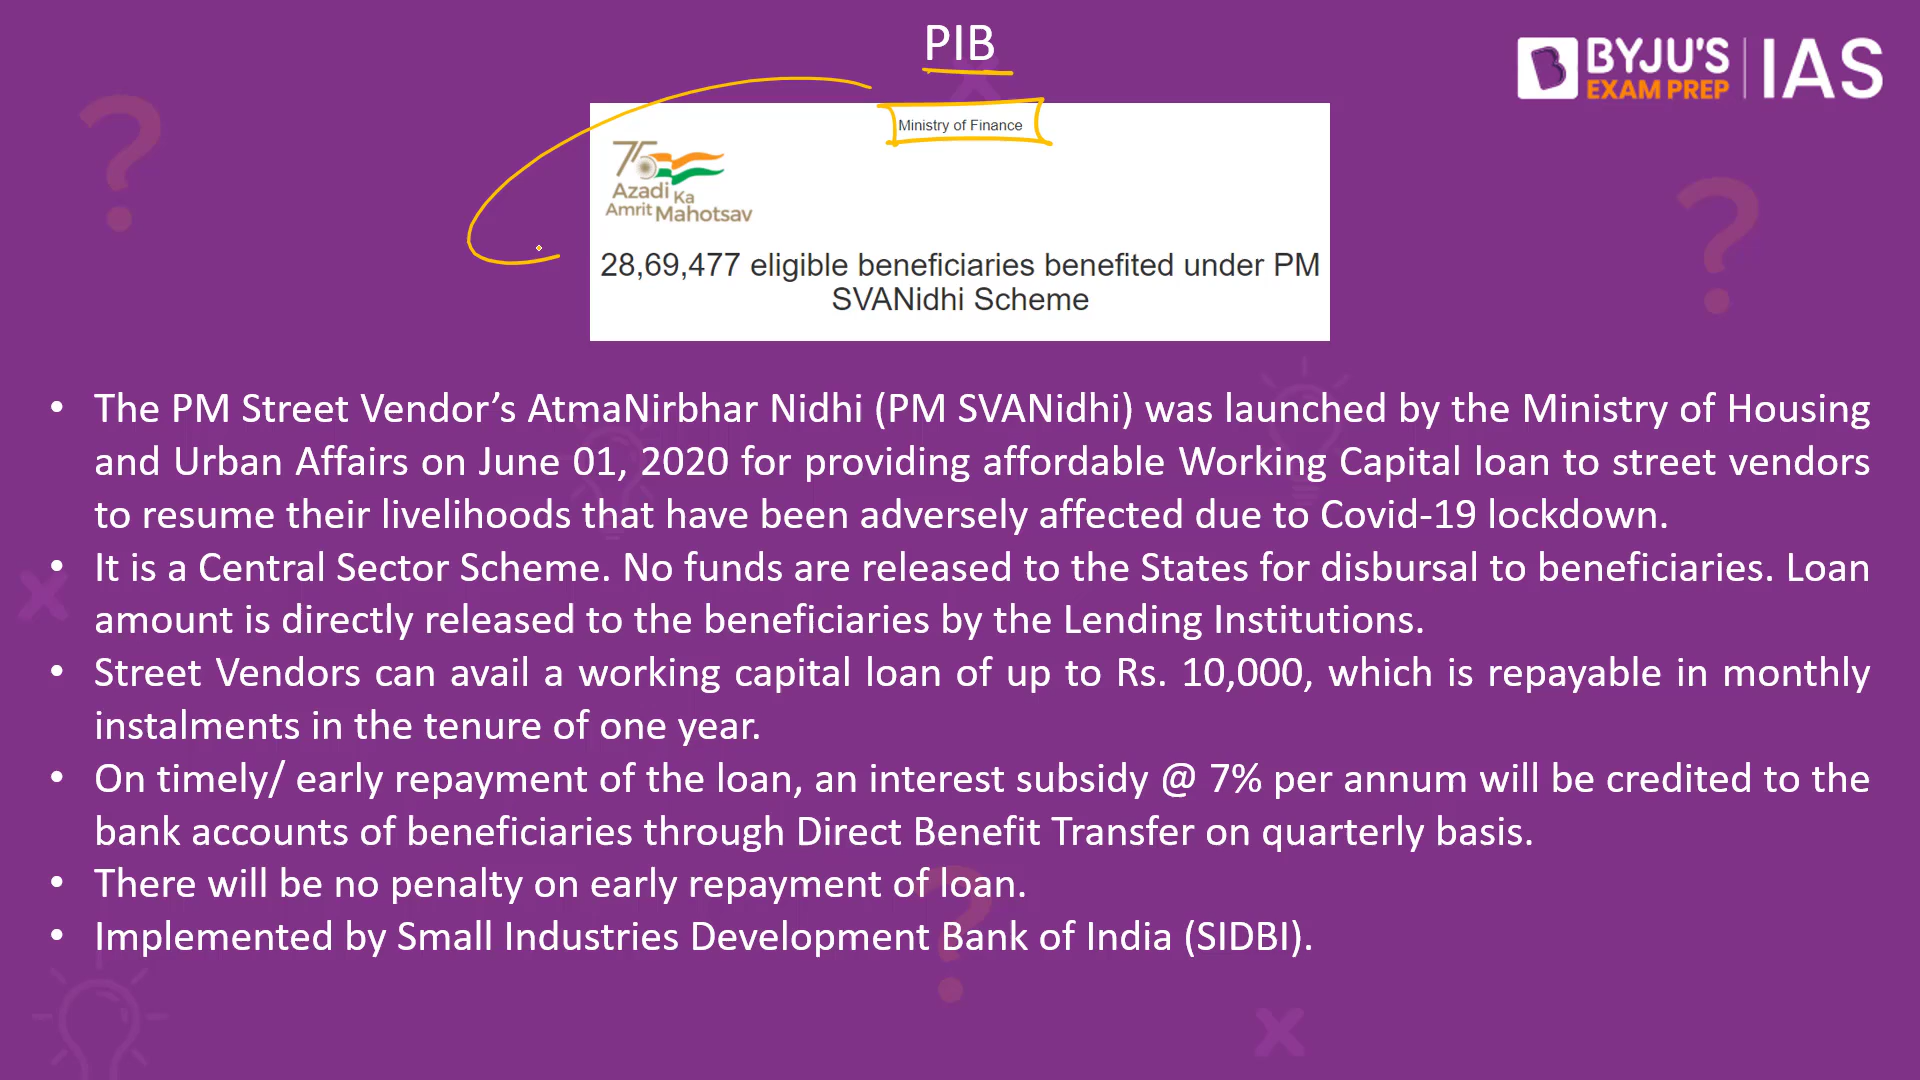 PIB
BYJU'S
EXAM PREP
IAS
Ministry of Finance
75
Azadi Ka
Amrit Mahotsav
28,69,477 eligible beneficiaries benefited under PM
SVANidhi Scheme
• The PM Street Vendor’s AtmaNirbhar Nidhi (PM SVANidhi) was launched by the Ministry of Housing
and Urban Affairs on June 01, 2020 for providing affordable Working Capital loan to street vendors
to resume their livelihoods that have been adversely affected due to Covid-19 lockdown.
• It is a Central Sector Scheme. No funds are released to the States for disbursal to beneficiaries. Loan
amount is directly released to the beneficiaries by the Lending Institutions.
• Street Vendors can avail a working capital loan of up to Rs. 10,000, which is repayable in monthly
instalments in the tenure of one year.
• On timely/ early repayment of the loan, an interest subsidy @ 7% per annum will be credited to the
bank accounts of beneficiaries through Direct Benefit Transfer on quarterly basis.
• There will be no penalty on early repayment of loan.
• Implemented by Small Industries Development Bank of India (SIDBI).